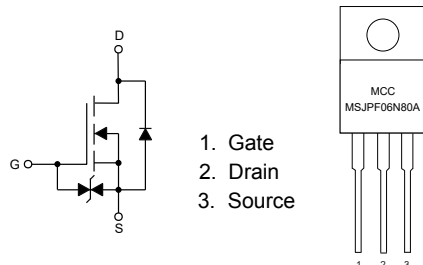 D
G
S
1. Gate
2. Drain
3. Source
MCC
MSJPF06N80A
1 2 3